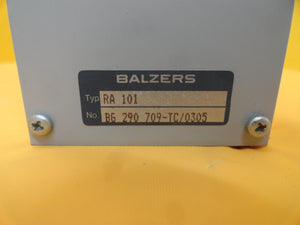 BALZERS
Typ RA 101
No. BG 290 709-TC/0305